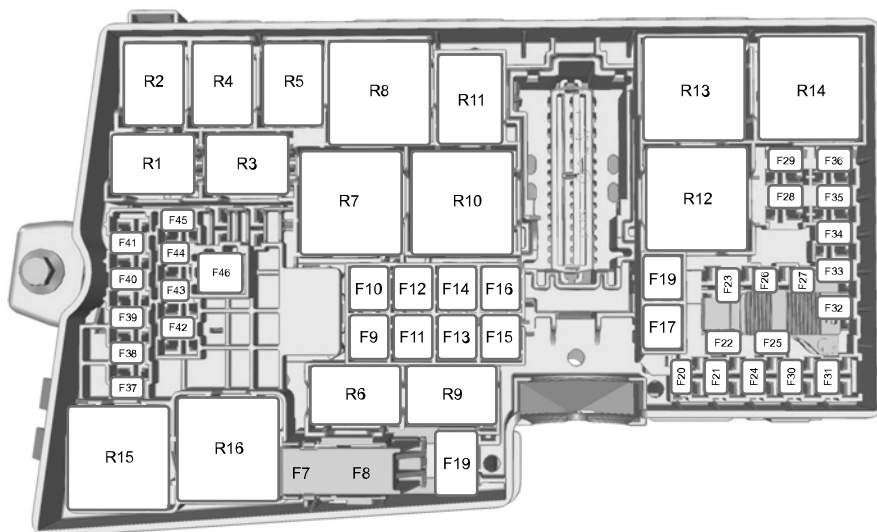 R2 R4 R5 R8 R11 R13 R14
R1 R3 R7 R10 R12 F29 F36
F28 F35
F45
F41 F44 F34
F40 F43 F46 F10 F12 F14 F16 F19 F23 F26 F27 F33
F39 F42 F9 F11 F13 F15 F17 F32
F38 F22 F25
F37 R6 R9 F20 F21 F24 F30 F31
R15 R16 F7 F8 F19